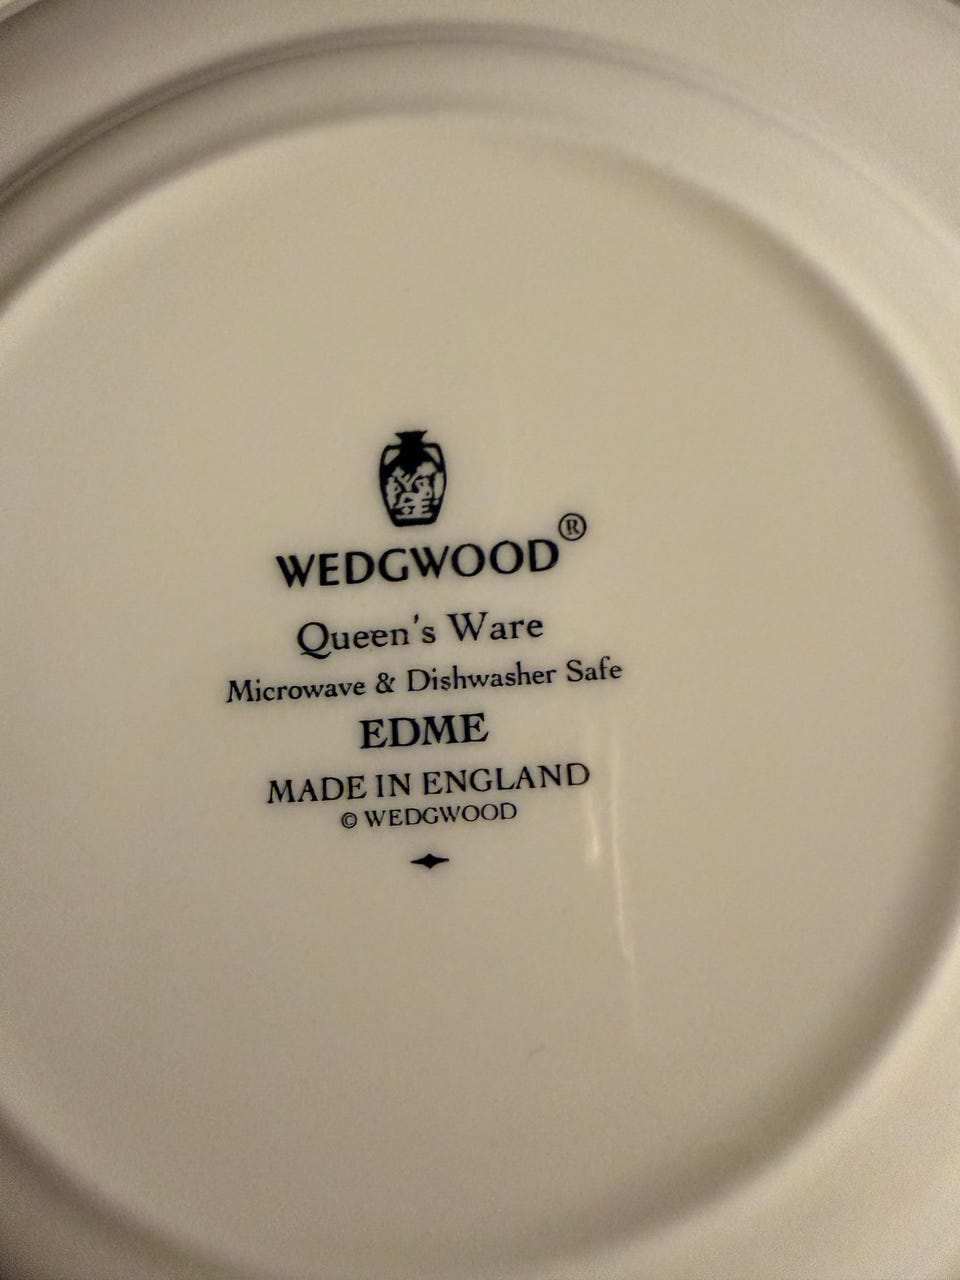 WEDGWOOD®
Queen's Ware
Microwave & Dishwasher Safe
EDME
MADE IN ENGLAND
© WEDGWOOD